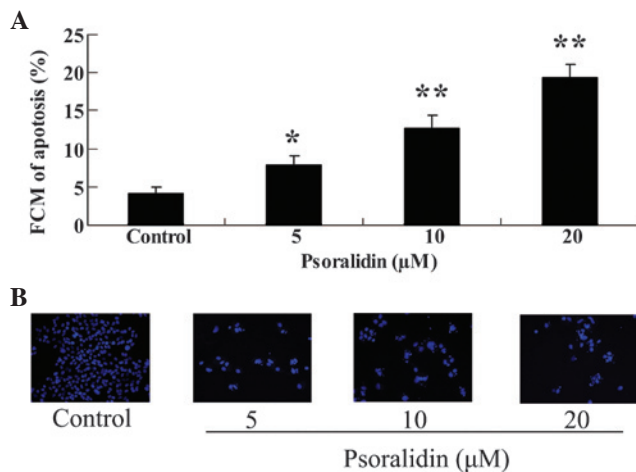 A
FCM of apotosis (%)
25
20
15
10
5
0
*
**
**
Control 5 10 20
Psoralidin (µM)
B
Control 5 10 20
Psoralidin (µM)